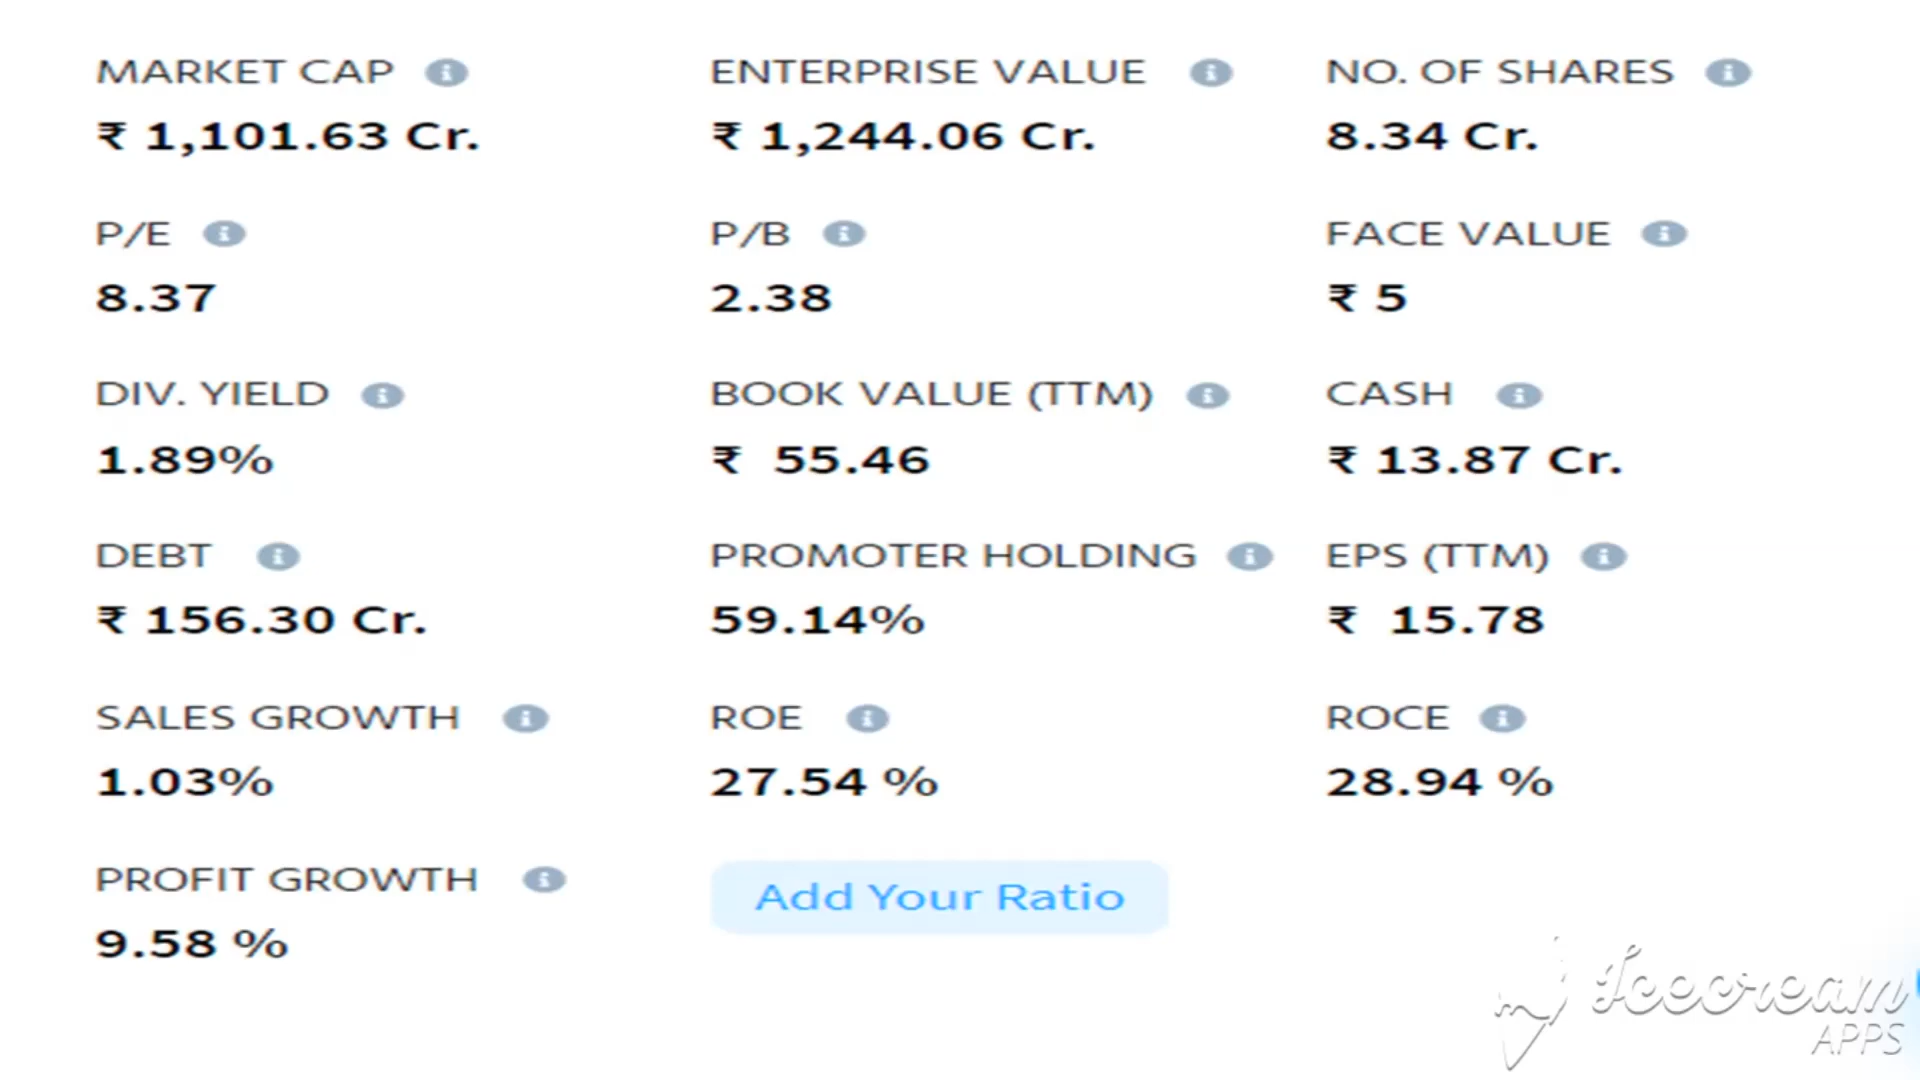 MARKET CAP ENTERPRISE VALUE NO. OF SHARES
₹ 1,101.63 Cr. ₹ 1,244.06 Cr. 8.34 Cr.
P/E P/B FACE VALUE
8.37 2.38 ₹ 5
DIV. YIELD BOOK VALUE (TTM) CASH
1.89% ₹ 55.46 ₹ 13.87 Cr.
DEBT PROMOTER HOLDING EPS (TTM)
₹ 156.30 Cr. 59.14% ₹ 15.78
SALES GROWTH ROE ROCE
1.03% 27.54 % 28.94 %
PROFIT GROWTH
Add Your Ratio
9.58 %
Icecream
APPS